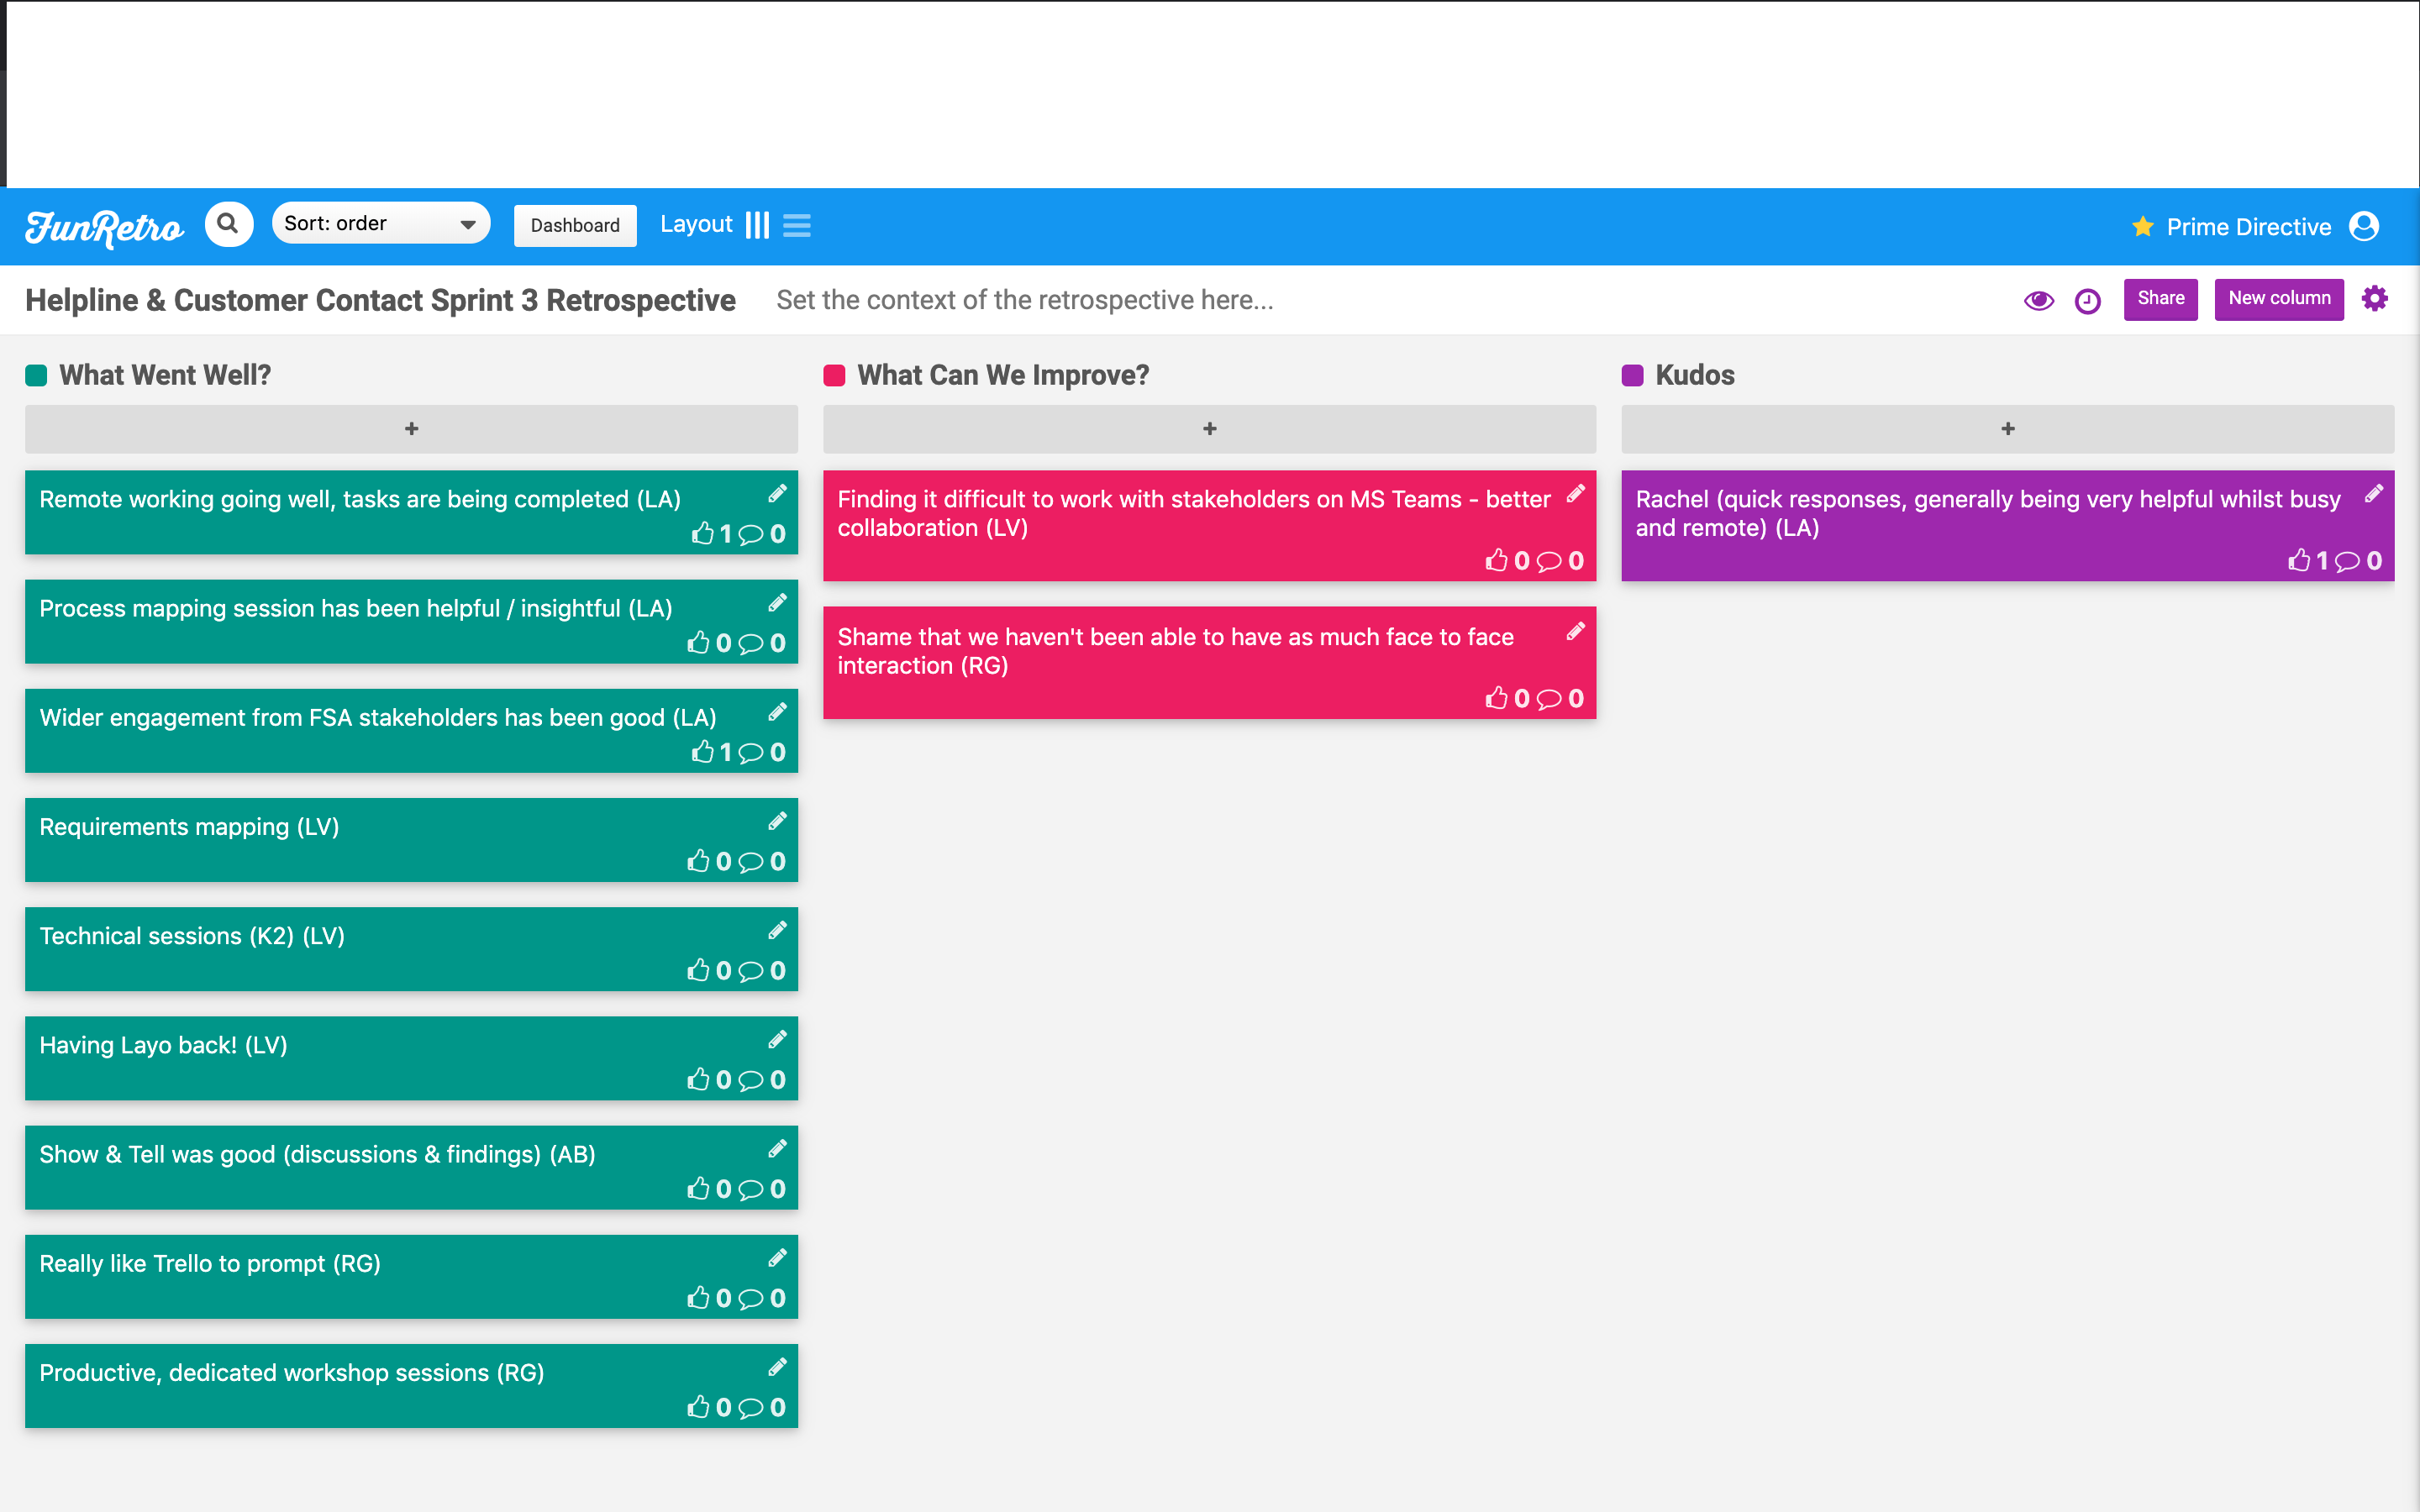 FunRetro
Sort: order
Dashboard
Layout
Prime Directive
Helpline & Customer Contact Sprint 3 Retrospective
Set the context of the retrospective here...
Share
New column
What Went Well?
+
Remote working going well, tasks are being completed (LA)
1 0
Process mapping session has been helpful / insightful (LA)
0 0
Wider engagement from FSA stakeholders has been good (LA)
1 0
Requirements mapping (LV)
0 0
Technical sessions (K2) (LV)
0 0
Having Layo back! (LV)
0 0
Show & Tell was good (discussions & findings) (AB)
0 0
Really like Trello to prompt (RG)
0 0
Productive, dedicated workshop sessions (RG)
0 0
What Can We Improve?
+
Finding it difficult to work with stakeholders on MS Teams - better
collaboration (LV)
0 0
Shame that we haven't been able to have as much face to face
interaction (RG)
0 0
Kudos
+
Rachel (quick responses, generally being very helpful whilst busy
and remote) (LA)
1 0